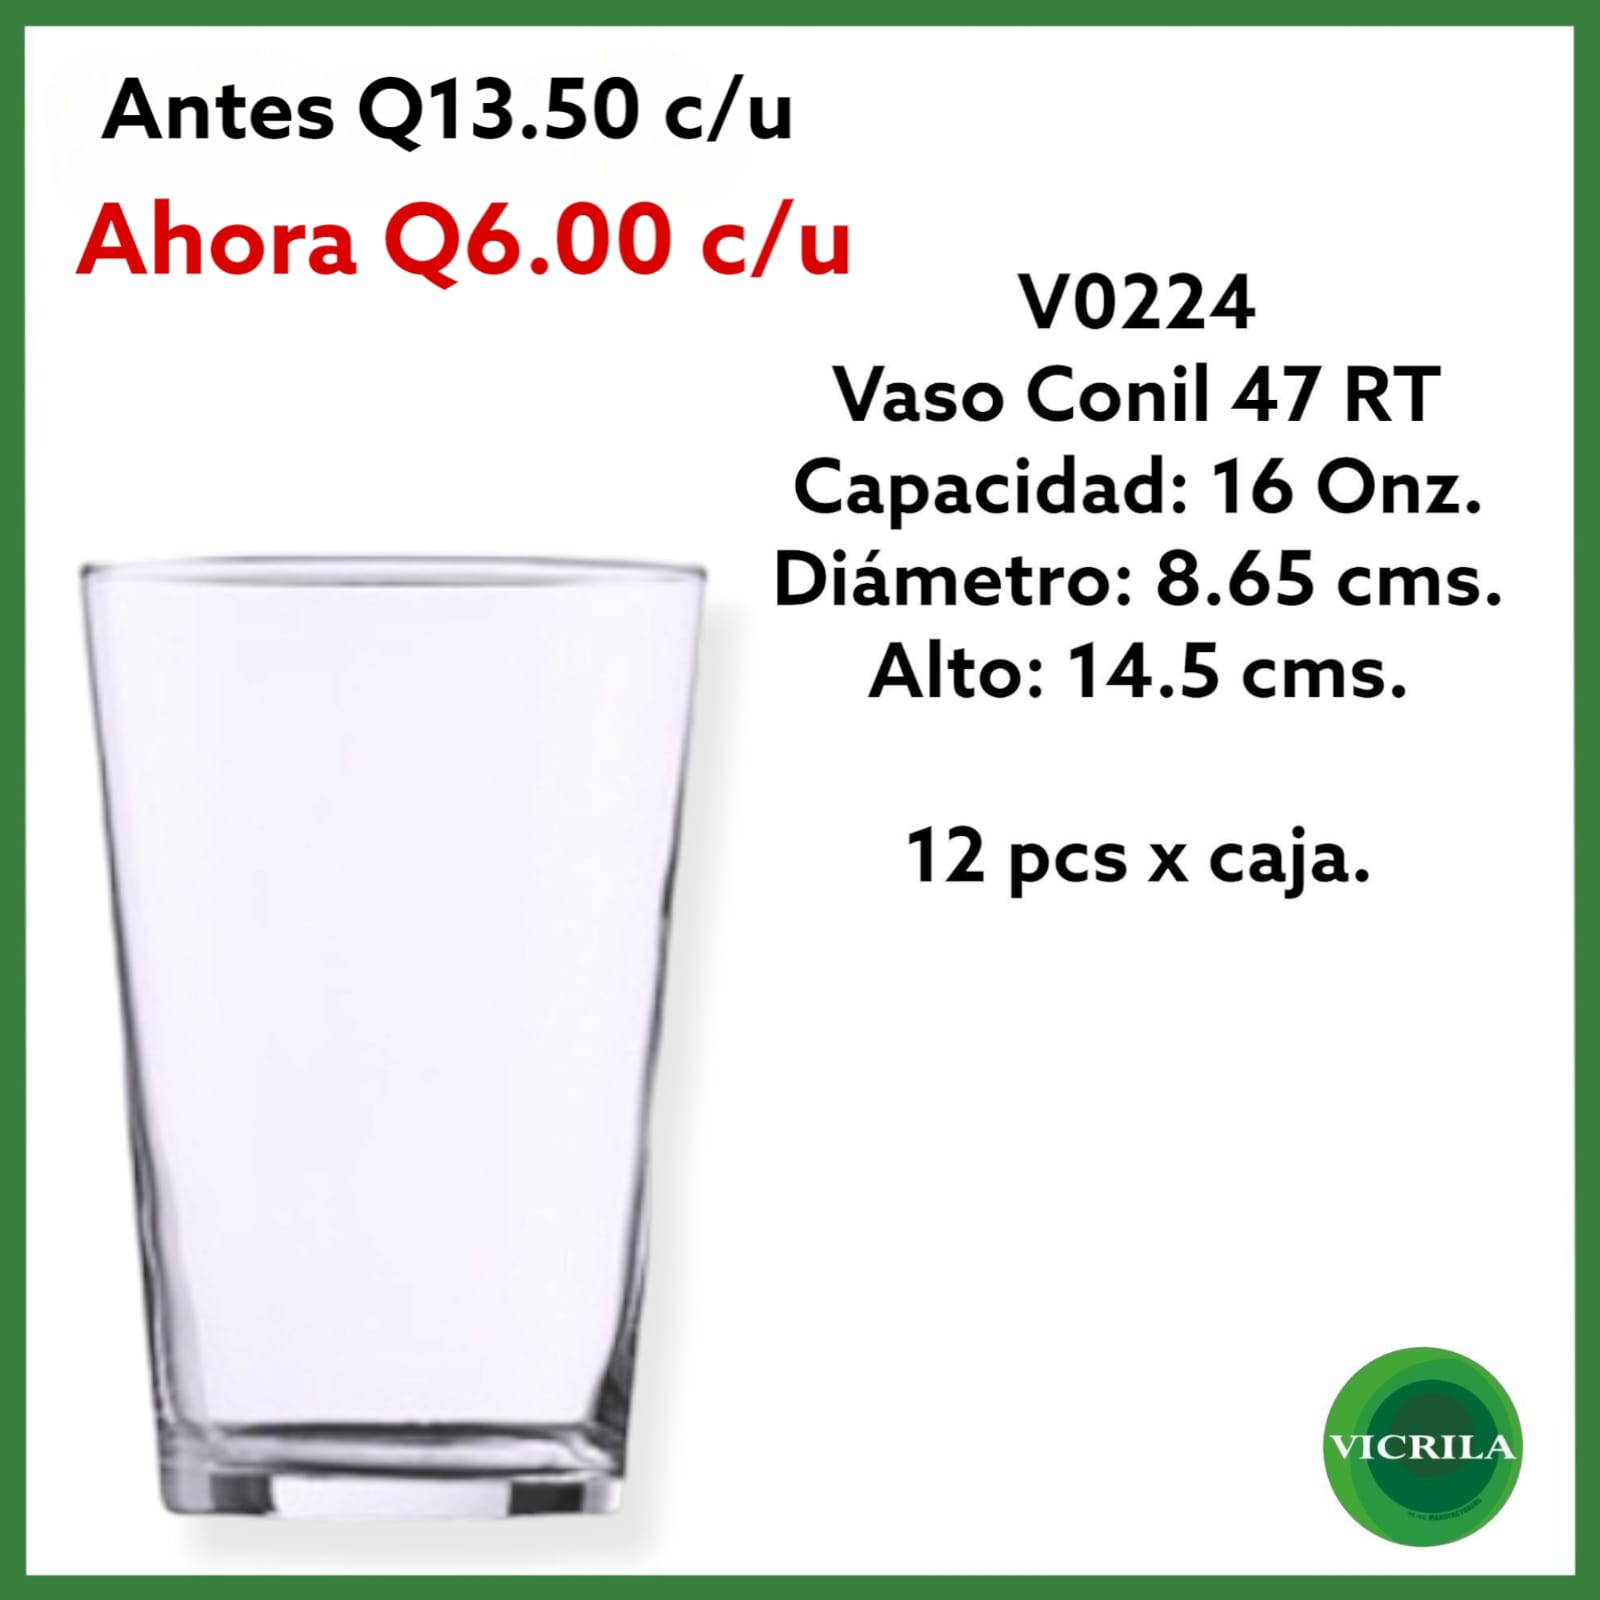 Antes Q13.50 c/u
Ahora Q6.00 c/u
V0224
Vaso Conil 47 RT
Capacidad: 16 Onz.
Diámetro: 8.65 cms.
Alto: 14.5 cms.
12 pcs x caja.
VICRILA